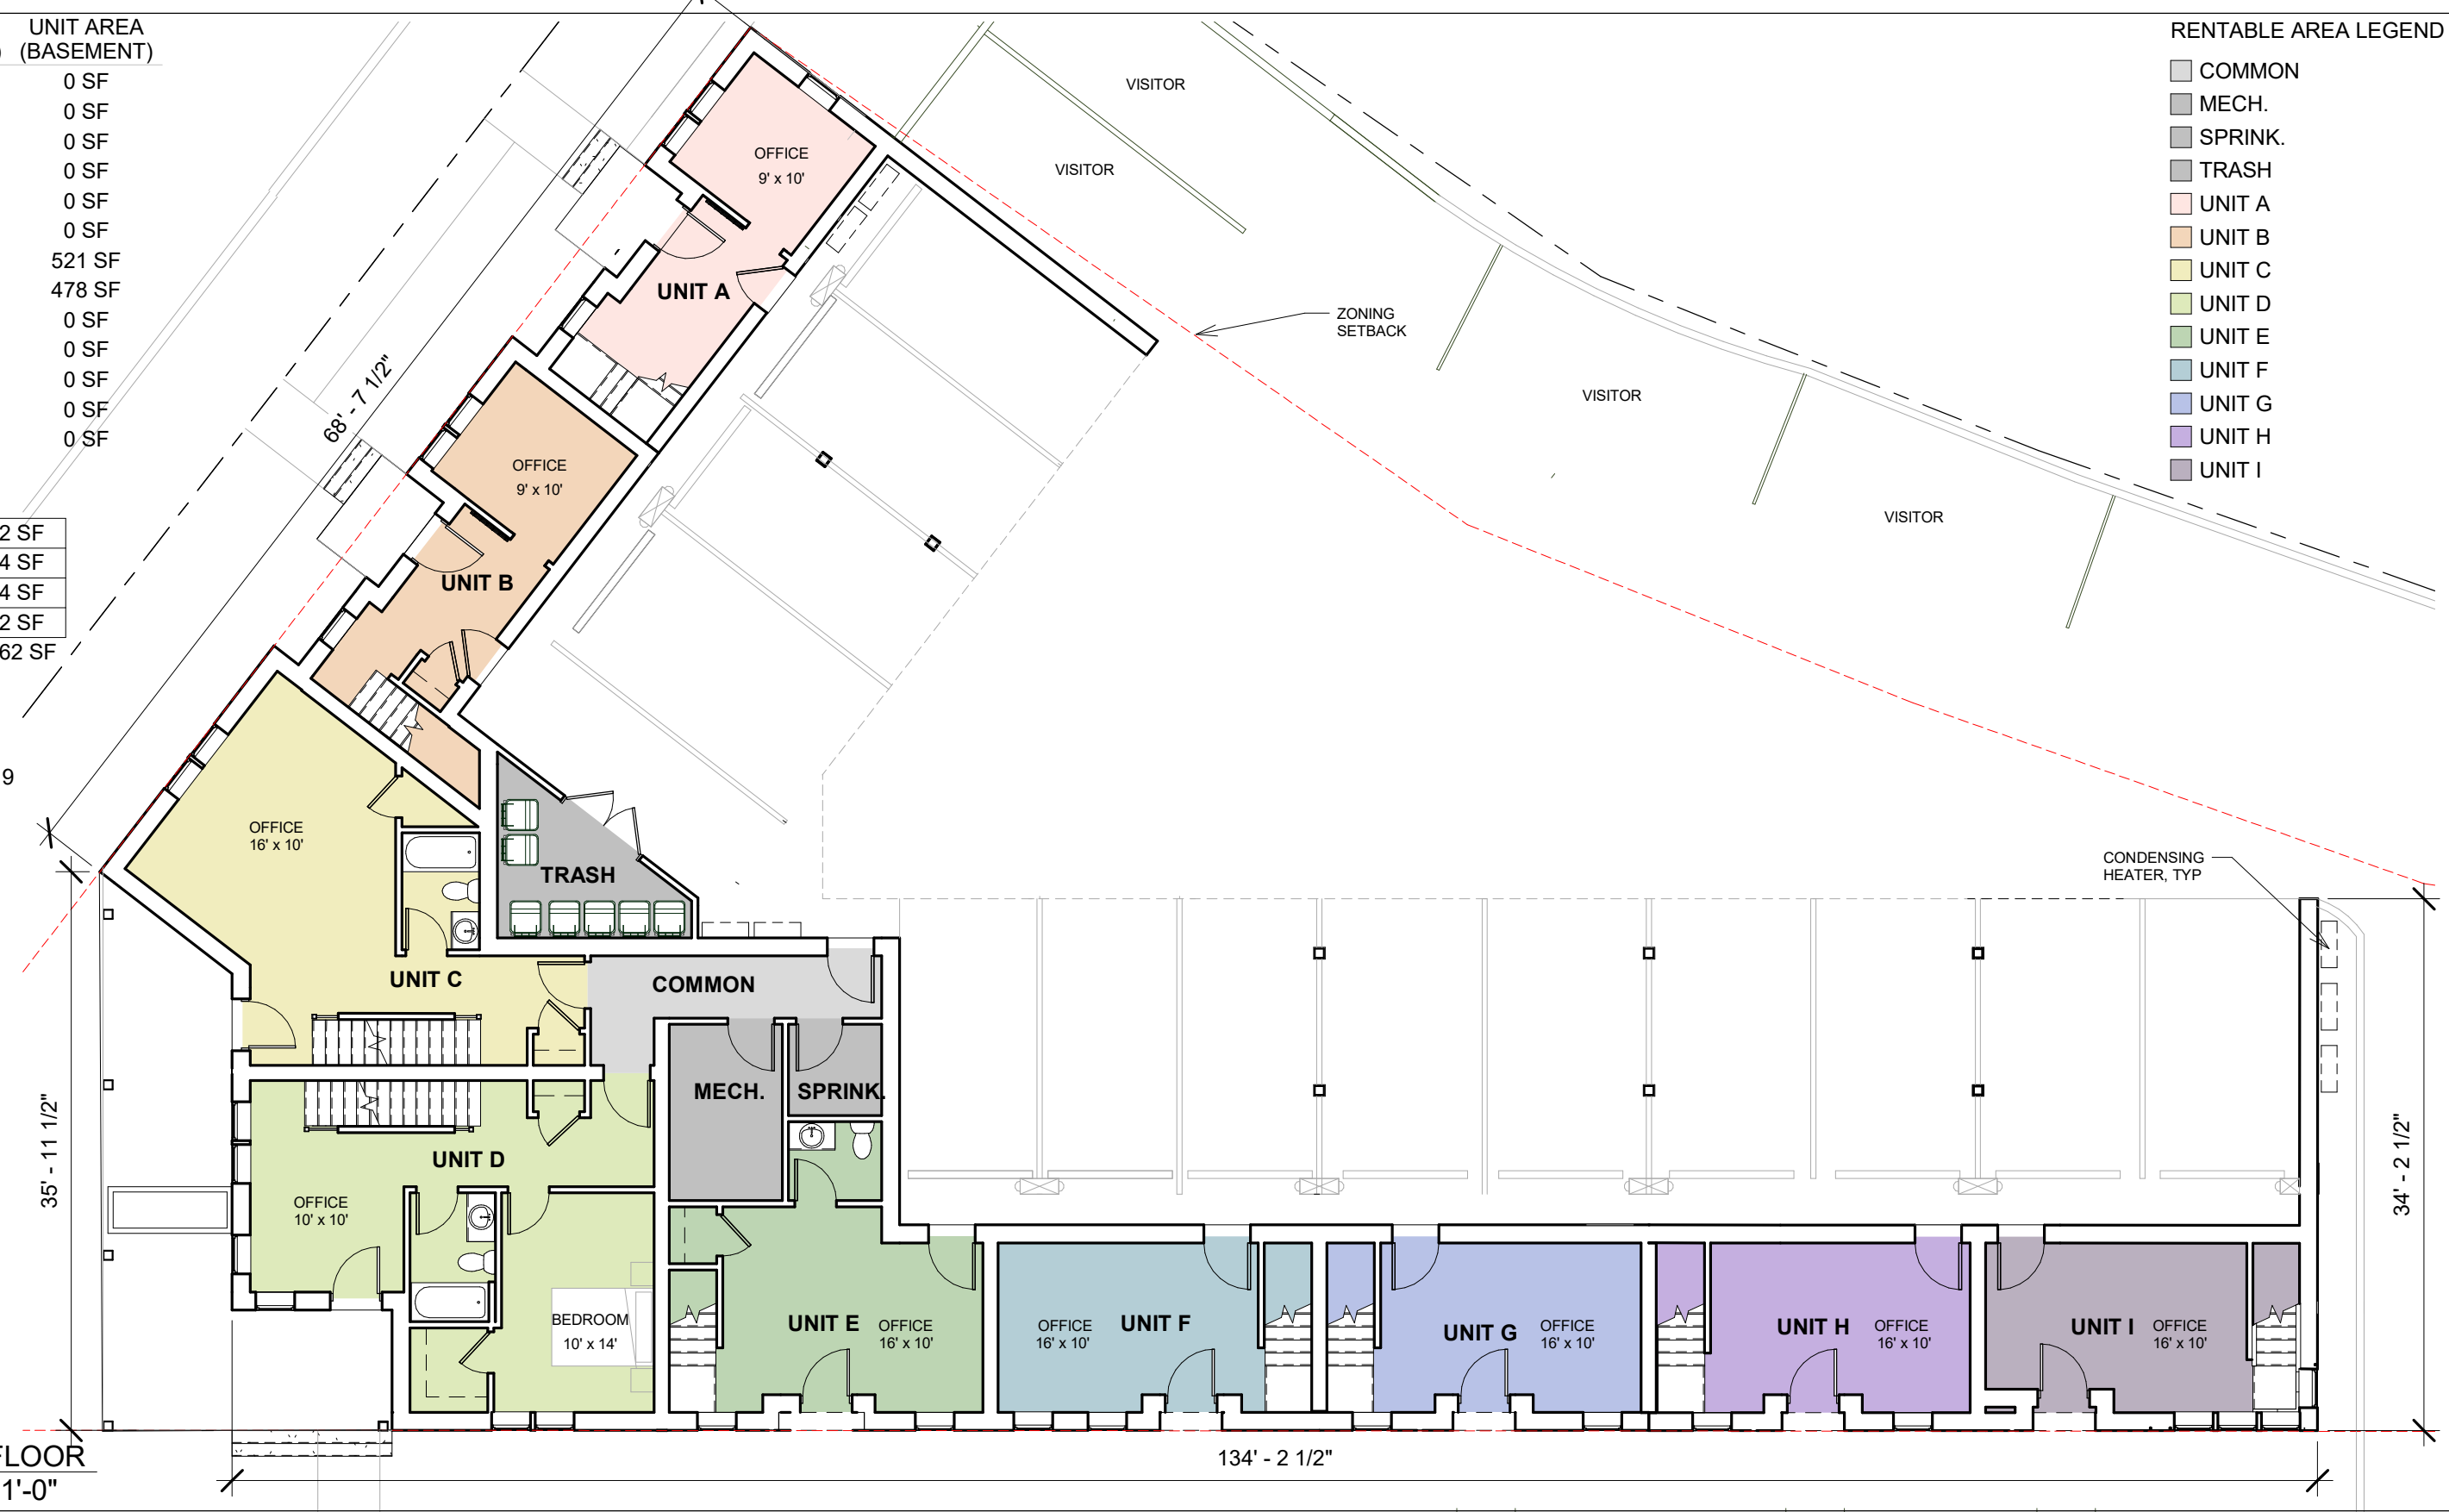 UNIT AREA
(BASEMENT)
0 SF
0 SF
0 SF
0 SF
0 SF
0 SF
521 SF
478 SF
0 SF
0 SF
0 SF
0 SF
0 SF
2 SF
4 SF
4 SF
2 SF
62 SF
9
RENTABLE AREA LEGEND
COMMON
MECH.
SPRINK.
TRASH
UNIT A
UNIT B
UNIT C
UNIT D
UNIT E
UNIT F
UNIT G
UNIT H
UNIT I
VISITOR
VISITOR
VISITOR
VISITOR
ZONING
SETBACK
OFFICE
9' x 10'
UNIT A
68' - 7 1/2"
OFFICE
9' x 10'
UNIT B
OFFICE
16' x 10'
UNIT C
TRASH
COMMON
MECH.
SPRINK.
CONDENSING
HEATER, TYP
35' - 11 1/2"
34' - 2 1/2"
UNIT D
OFFICE
10' x 10'
BEDROOM
10' x 14'
UNIT E
OFFICE
16' x 10'
OFFICE
16' x 10'
UNIT F
UNIT G
OFFICE
16' x 10'
UNIT H
OFFICE
16' x 10'
UNIT I
OFFICE
16' x 10'
134' - 2 1/2"
FLOOR
1'-0"